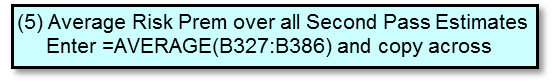 (5) Average Risk Prem over all Second Pass Estimates
Enter =AVERAGE(B327:B386) and copy across